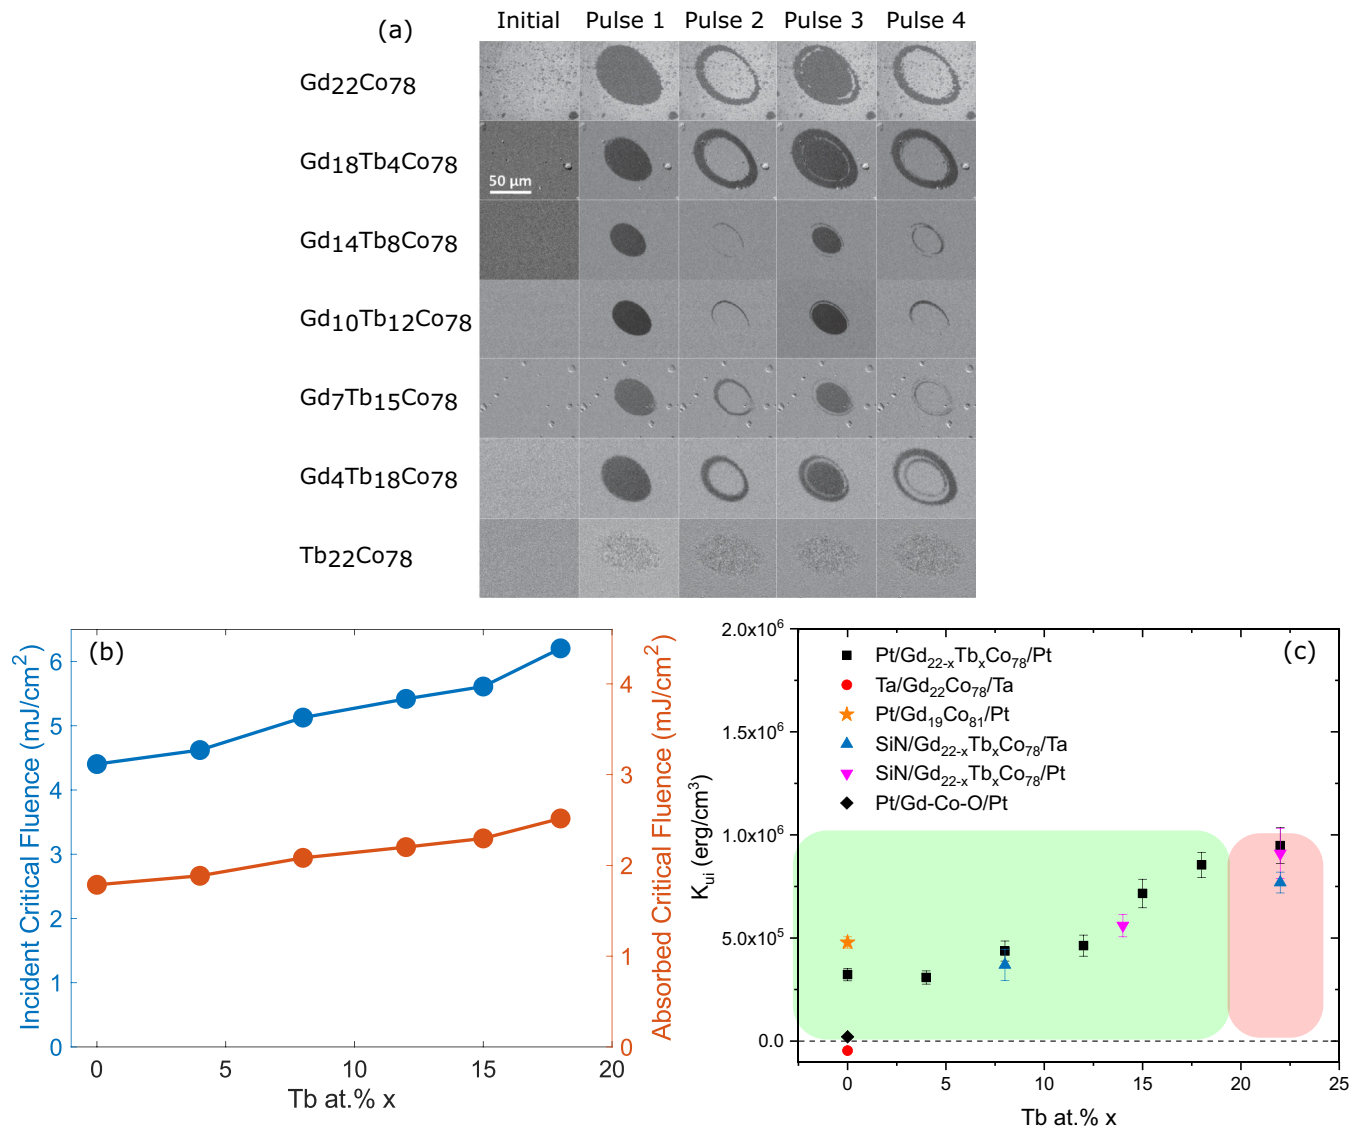 (a)
Initial Pulse 1 Pulse 2 Pulse 3 Pulse 4
Gd22Co78
Gd18Tb4Co78
50 µm
Gd14Tb8Co78
Gd10Tb12Co78
Gd7Tb15Co78
Gd4Tb18Co78
Tb22Co78
(b)
Incident Critical Fluence (mJ/cm²)
6
5
4
3
2
1
0
Absorbed Critical Fluence (mJ/cm²)
4
3
2
1
0
0 5 10 15 20
Tb at.% x
(c)
Kui (erg/cm³)
2.0x10⁶
1.5x10⁶
1.0x10⁶
5.0x10⁵
0.0
Pt/Gd22-xTbxCo78/Pt
Ta/Gd22Co78/Ta
Pt/Gd19Co81/Pt
SiN/Gd22-xTbxCo78/Ta
SiN/Gd22-xTbxCo78/Pt
Pt/Gd-Co-O/Pt
0 5 10 15 20 25
Tb at.% x